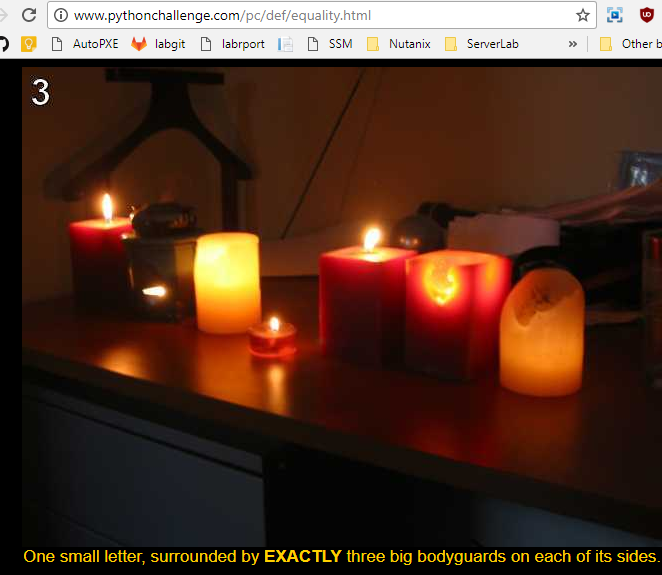 www.pythonchallenge.com/pc/def/equality.html
AutoPXE labgit labrport SSM Nutanix ServerLab » Other b
3
One small letter, surrounded by EXACTLY three big bodyguards on each of its sides.